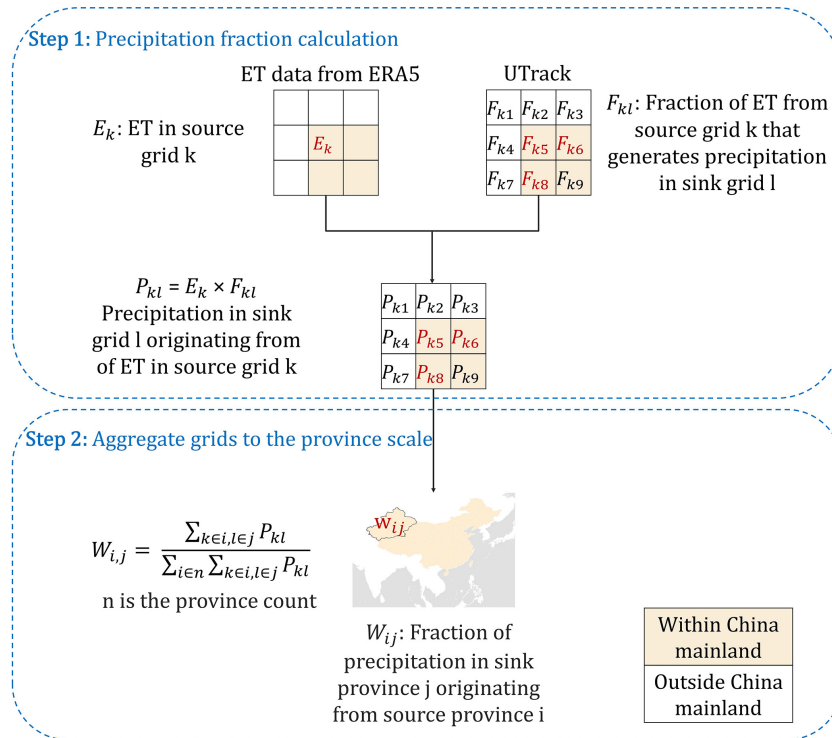 Step 1: Precipitation fraction calculation
ET data from ERA5
UTrack
E_k: ET in source
grid k
E_k
F_k1 F_k2 F_k3
F_k4 F_k5 F_k6
F_k7 F_k8 F_k9
F_kl: Fraction of ET from
source grid k that
generates precipitation
in sink grid l
P_kl = E_k × F_kl
Precipitation in sink
grid l originating from
of ET in source grid k
P_k1 P_k2 P_k3
P_k4 P_k5 P_k6
P_k7 P_k8 P_k9
Step 2: Aggregate grids to the province scale
W_i,j = ∑_k∈i,l∈j P_kl / ∑_i∈n ∑_k∈i,l∈j P_kl
n is the province count
w_ij
W_ij: Fraction of
precipitation in sink
province j originating
from source province i
Within China
mainland
Outside China
mainland